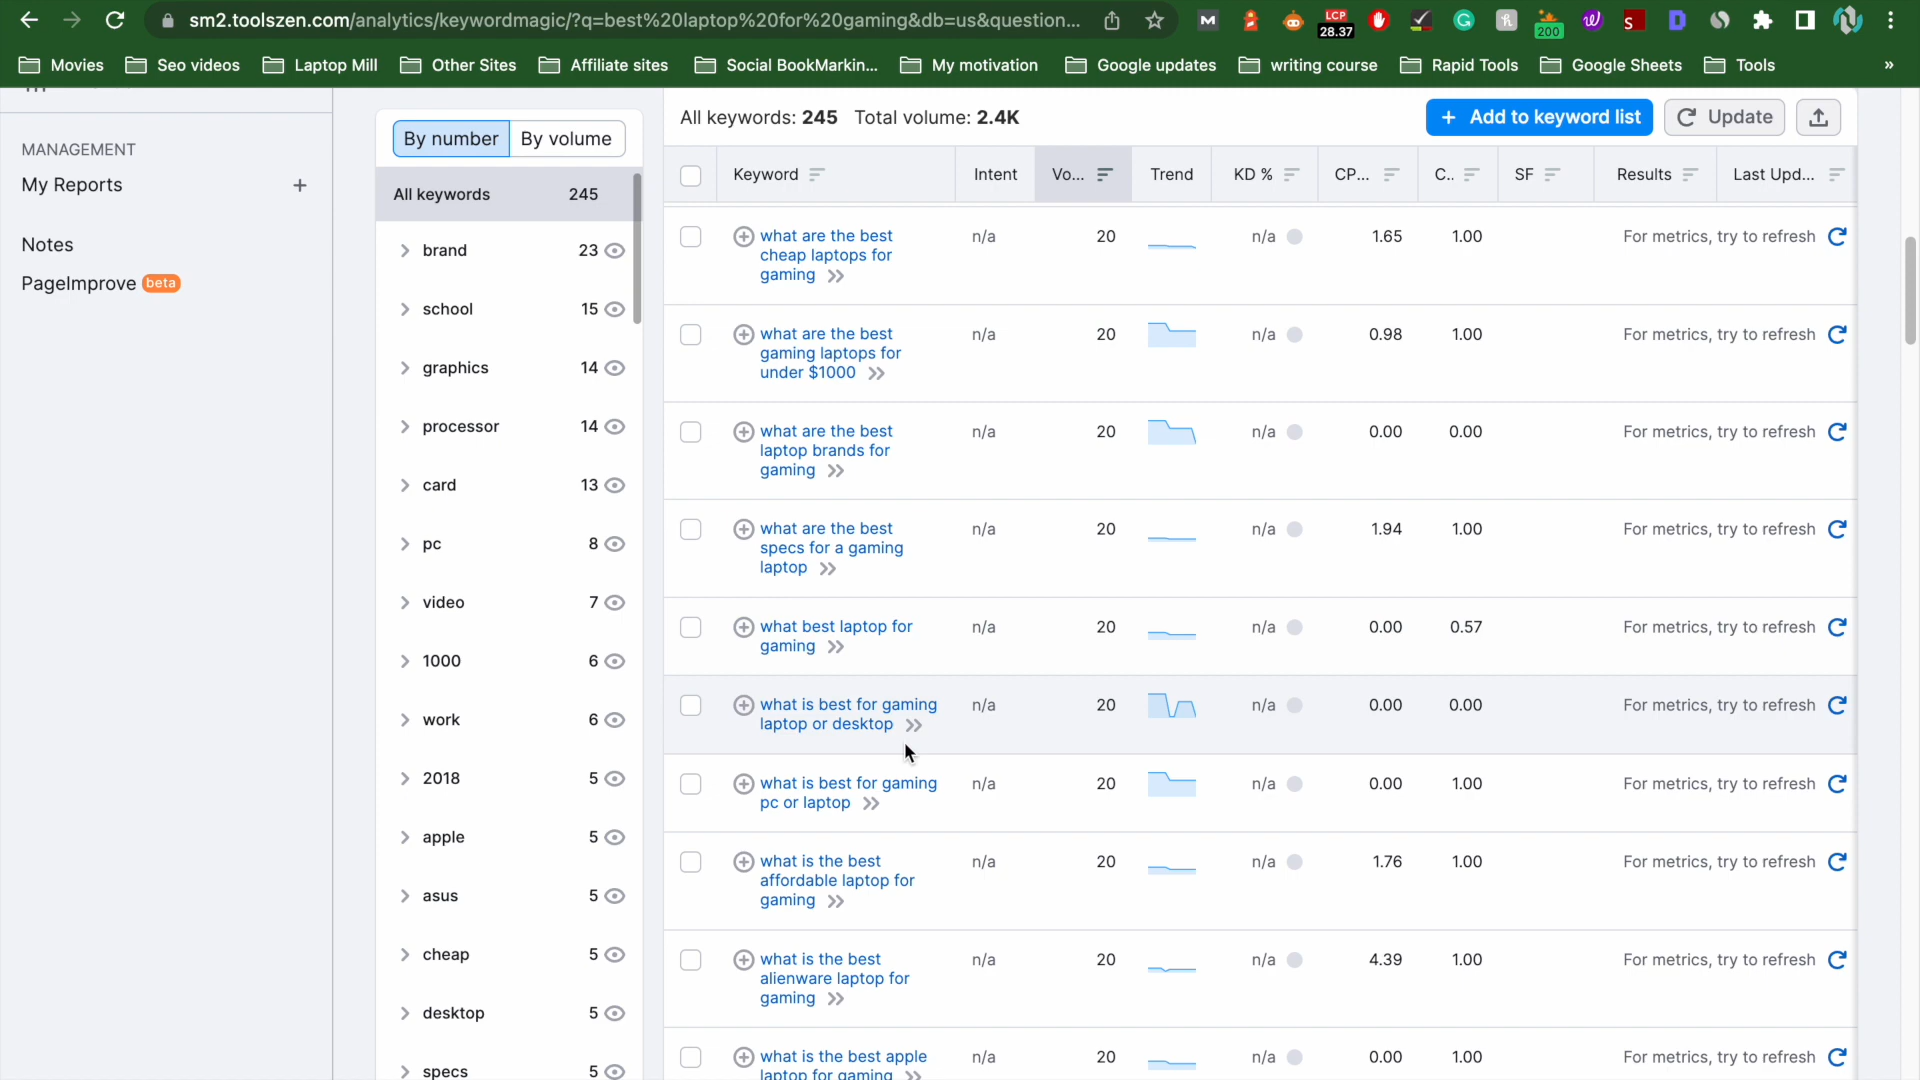 sm2.toolszen.com/analytics/keywordmagic/?q=best%20laptop%20for%20gaming&db=us&question...
LCP
28.37
200
Movies Seo videos Laptop Mill Other Sites Affiliate sites Social BookMarkin... My motivation Google updates writing course Rapid Tools Google Sheets Tools »
MANAGEMENT
My Reports +
Notes
PageImprove beta
By number By volume
All keywords 245
brand 23
school 15
graphics 14
processor 14
card 13
pc 8
video 7
1000 6
work 6
2018 5
apple 5
asus 5
cheap 5
desktop 5
specs 5
All keywords: 245 Total volume: 2.4K
+ Add to keyword list Update
Keyword Intent Vo... Trend KD % CP... C.. SF Results Last Upd...
what are the best n/a 20 n/a 1.65 1.00 For metrics, try to refresh
cheap laptops for
gaming
what are the best n/a 20 n/a 0.98 1.00 For metrics, try to refresh
gaming laptops for
under $1000
what are the best n/a 20 n/a 0.00 0.00 For metrics, try to refresh
laptop brands for
gaming
what are the best n/a 20 n/a 1.94 1.00 For metrics, try to refresh
specs for a gaming
laptop
what best laptop for n/a 20 n/a 0.00 0.57 For metrics, try to refresh
gaming
what is best for gaming n/a 20 n/a 0.00 0.00 For metrics, try to refresh
laptop or desktop
what is best for gaming n/a 20 n/a 0.00 1.00 For metrics, try to refresh
pc or laptop
what is the best n/a 20 n/a 1.76 1.00 For metrics, try to refresh
affordable laptop for
gaming
what is the best n/a 20 n/a 4.39 1.00 For metrics, try to refresh
alienware laptop for
gaming
what is the best apple n/a 20 n/a 0.00 1.00 For metrics, try to refresh
laptop for gaming